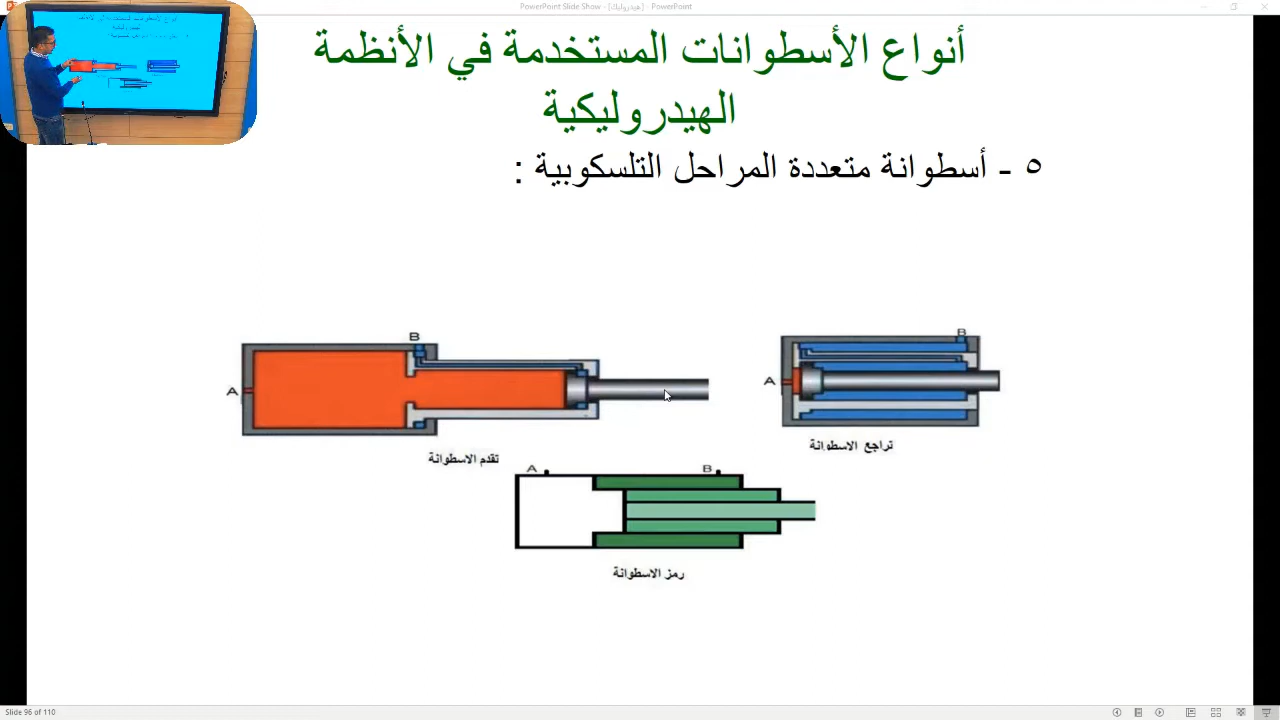 PowerPoint Slide Show - [هيدروليك] - PowerPoint
أنواع الأسطوانات المستخدمة في الأنظمة
الهيدروليكية
٥ - أسطوانة متعددة المراحل التلسكوبية :
B
A
تقدم الاسطوانة
B
A
تراجع الاسطوانة
A B
رمز الاسطوانة
Slide 96 of 110